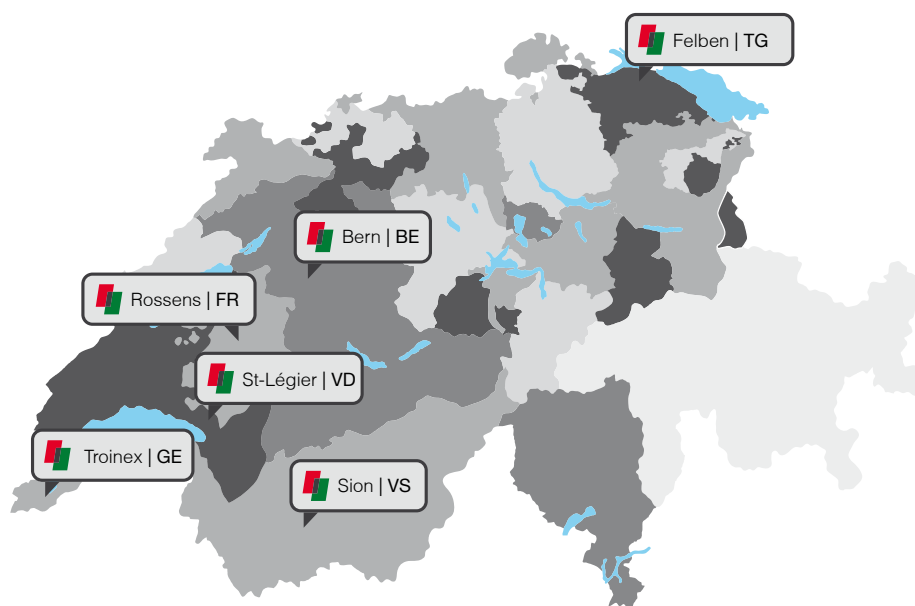 Felben | TG
Bern | BE
Rossens | FR
St-Légier | VD
Troinex | GE
Sion | VS